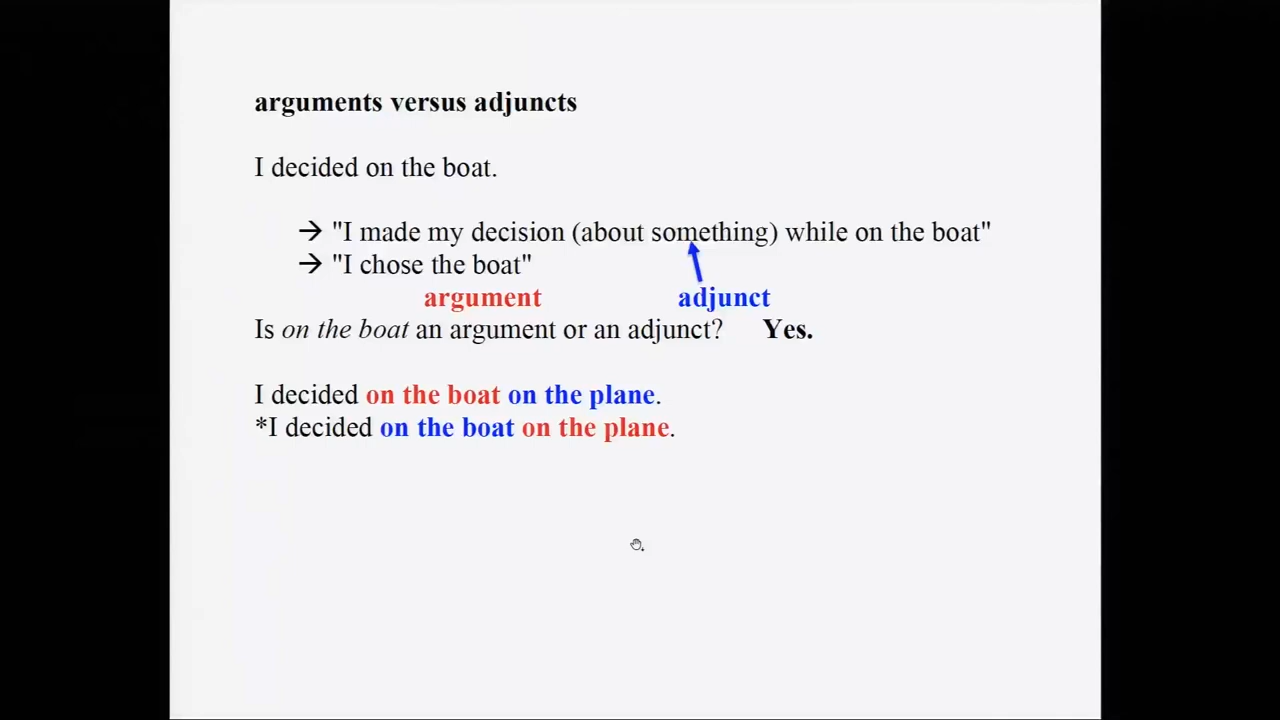 arguments versus adjuncts
I decided on the boat.
→ "I made my decision (about something) while on the boat"
→ "I chose the boat"
argument adjunct
Is on the boat an argument or an adjunct? Yes.
I decided on the boat on the plane.
*I decided on the boat on the plane.